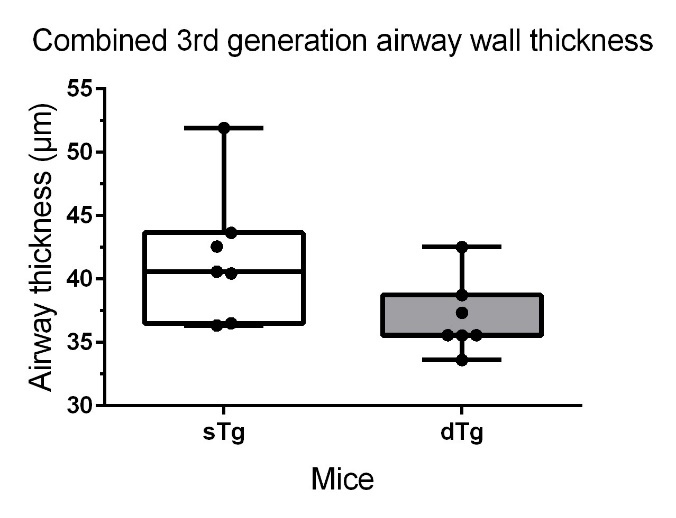 Combined 3rd generation airway wall thickness
Airway thickness (µm)
55
50
45
40
35
30
sTg dTg
Mice